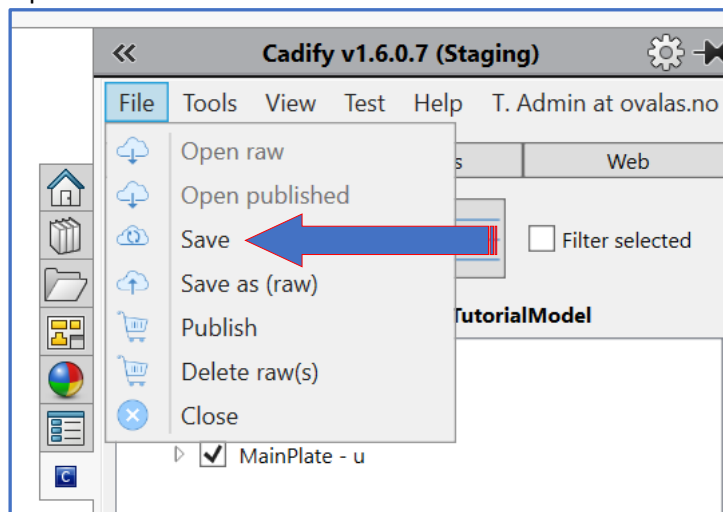 Cadify v1.6.0.7 (Staging)
File Tools View Test Help T. Admin at ovalas.no
Open raw
s Web
Open published
Save
Filter selected
Save as (raw)
TutorialModel
Publish
Delete raw(s)
Close
MainPlate - u
C